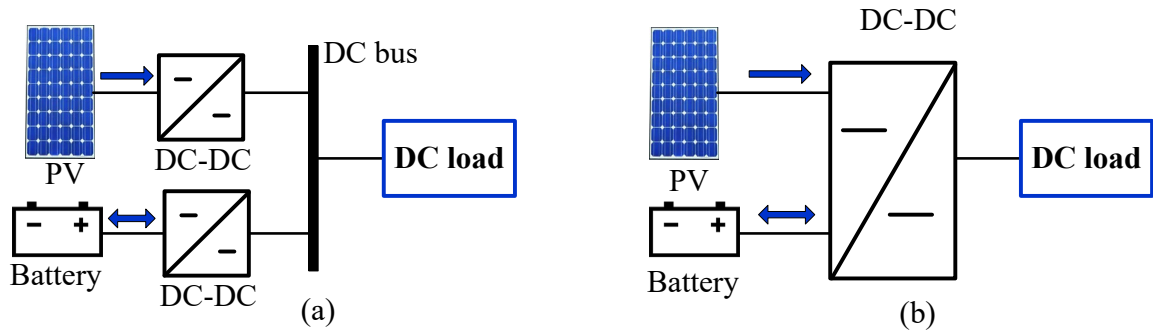 DC bus
DC-DC
PV
DC load
Battery
DC-DC
(a)
DC-DC
PV
DC load
Battery
(b)